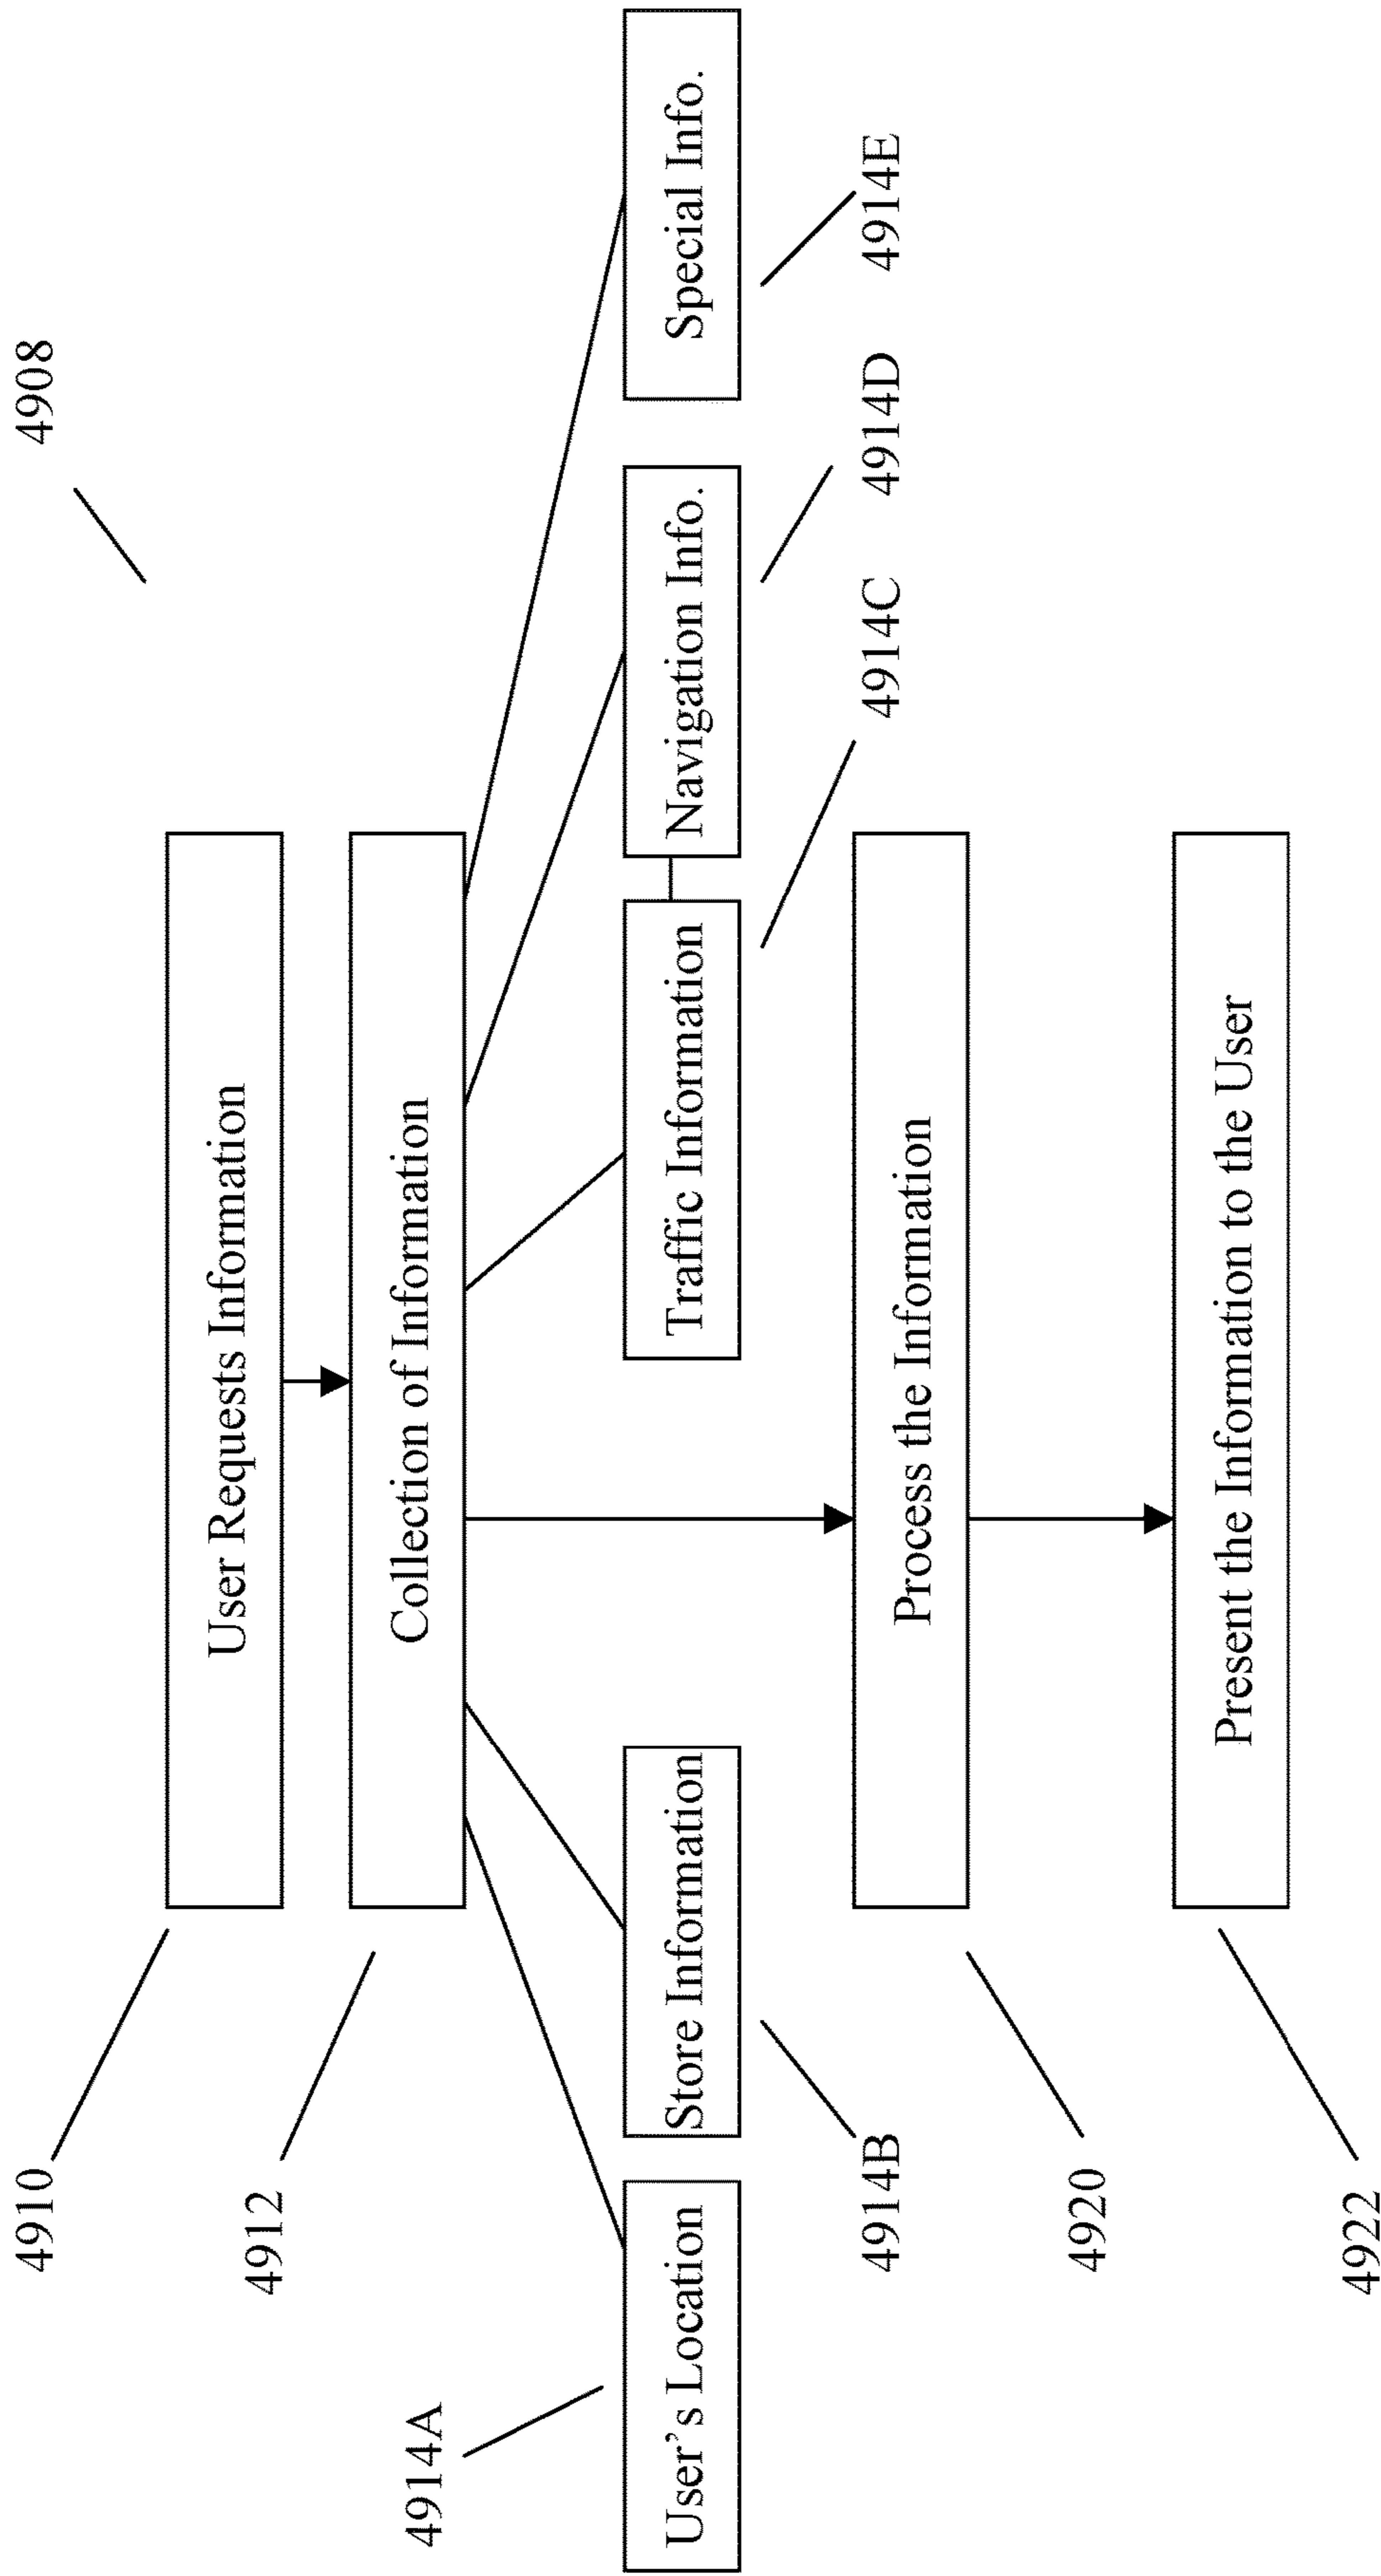 4908
4910
User Requests Information
4912
Collection of Information
4914A
User’s Location
Store Information
Traffic Information
Navigation Info.
Special Info.
4914B
4914C
4914D
4914E
4920
Process the Information
4922
Present the Information to the User